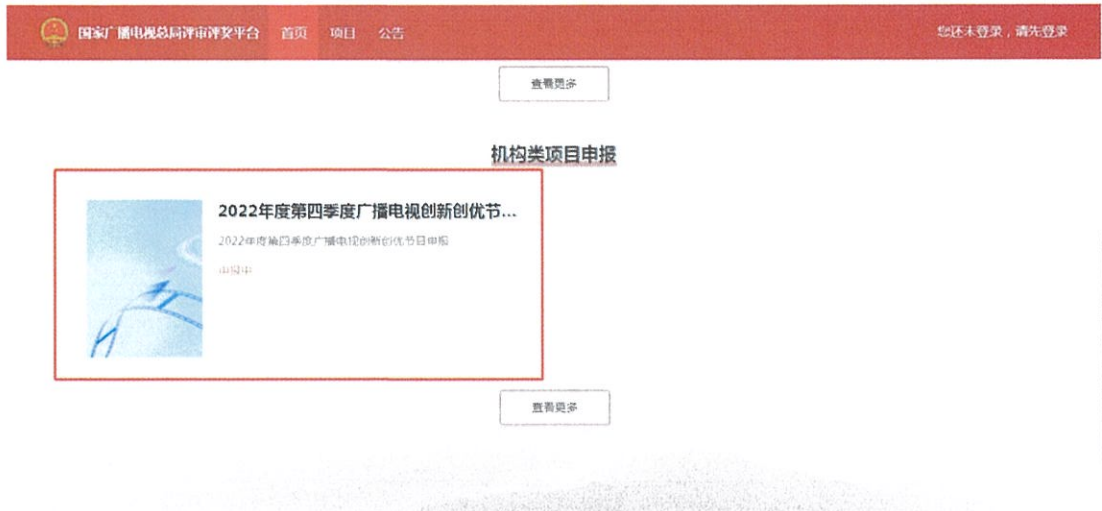 国家广播电视总局评审评奖平台 首页 项目 公告 您还未登录，请先登录
查看更多
机构类项目申报
2022年度第四季度广播电视创新创优节...
2022年度第四季度广播电视创新创优节目申报
申报中
查看更多